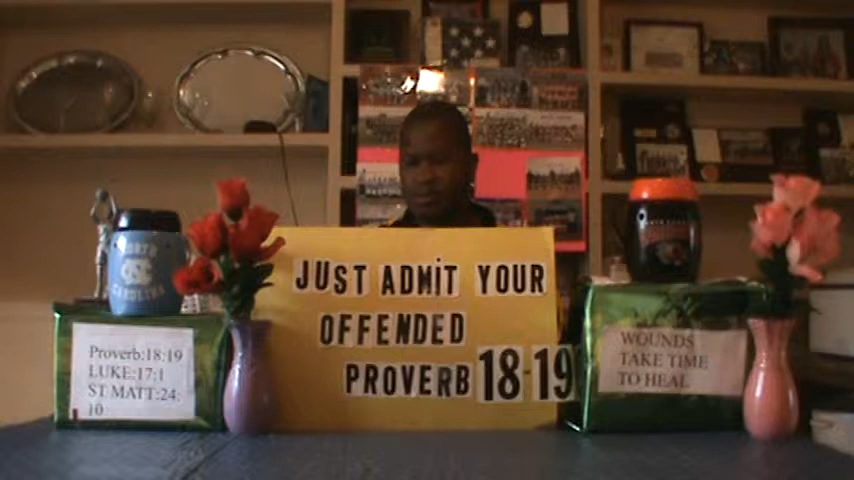 NORTH
CAROLINA
Proverb:18:19
LUKE:17:1
ST MATT:24:
10
JUST ADMiT YOUR
OFFENDED
PROVERB 18-19
WOUNDS
TAKE TIME
TO HEAL